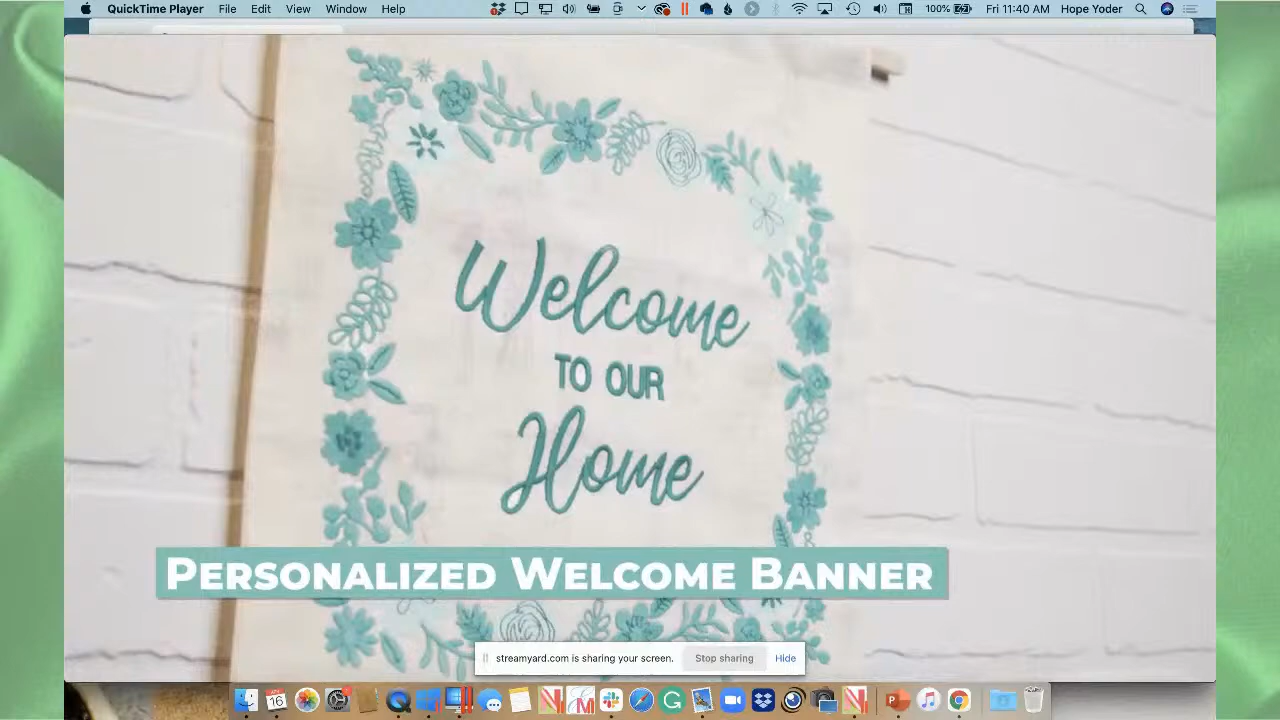 QuickTime Player File Edit View Window Help 100% Fri 11:40 AM Hope Yoder
Welcome
TO OUR
Home
PERSONALIZED WELCOME BANNER
streamyard.com is sharing your screen. Stop sharing Hide
16